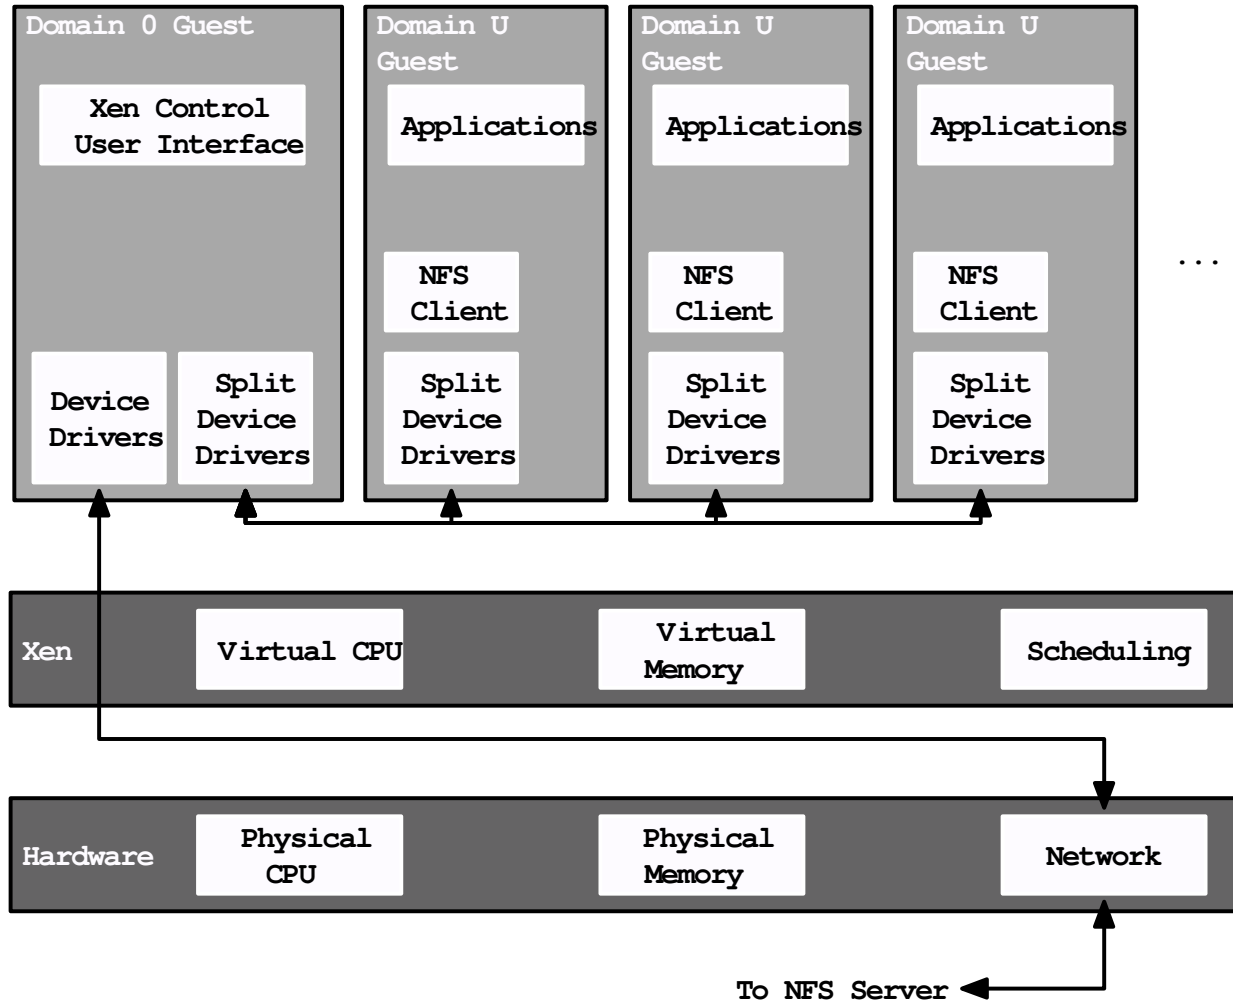 Domain 0 Guest
Xen Control
User Interface
Device
Drivers
Split
Device
Drivers
Domain U
Guest
Applications
NFS
Client
Split
Device
Drivers
Domain U
Guest
Applications
NFS
Client
Split
Device
Drivers
Domain U
Guest
Applications
NFS
Client
Split
Device
Drivers
...
Xen
Virtual CPU
Virtual
Memory
Scheduling
Hardware
Physical
CPU
Physical
Memory
Network
To NFS Server